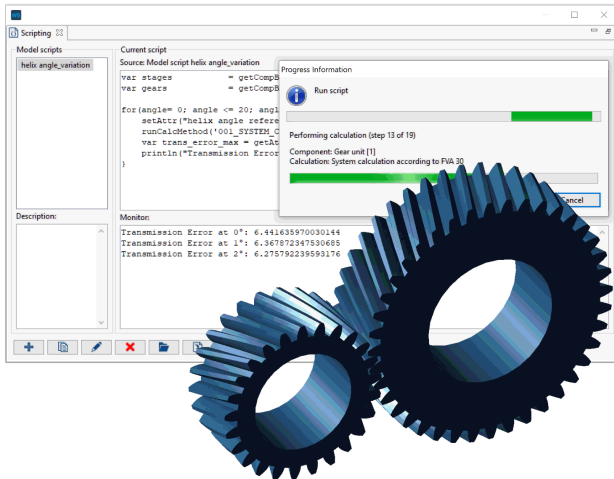 Scripting
Model scripts
helix angle_variation
Current script
Source: Model script helix angle_variation
var stages = getCompB
var gears = getCompB
for(angle= 0; angle <= 20; angl
setAttr("helix angle refere
runCalcMethod('001_SYSTEM_C
var trans_error_max = getAt
println("Transmission Error
}
Progress Information
Run script
Performing calculation (step 13 of 19)
Component: Gear unit [1]
Calculation: System calculation according to FVA 30
Cancel
Description:
Monitor:
Transmission Error at 0°: 6.441635970030144
Transmission Error at 1°: 6.367872347530685
Transmission Error at 2°: 6.275792239593176